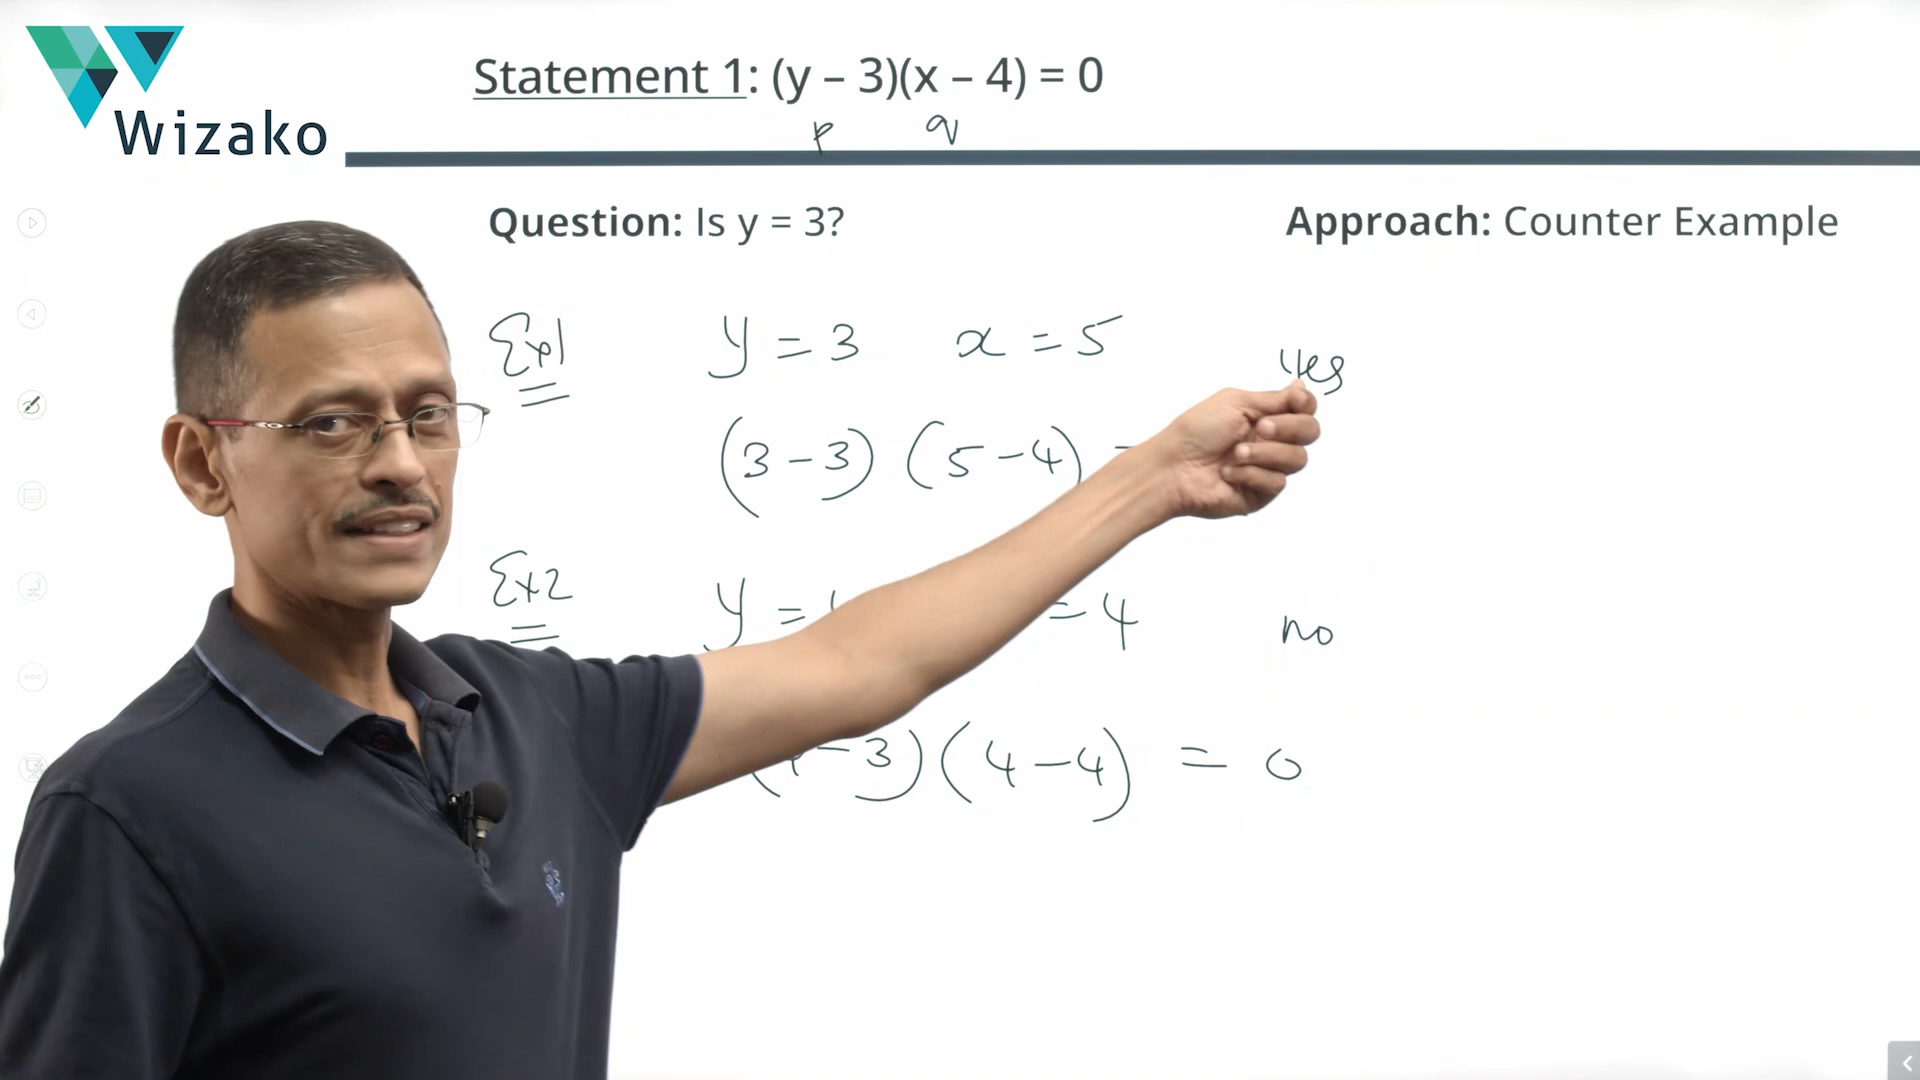 Wizako
Statement 1: (y – 3)(x – 4) = 0
p q
Question: Is y = 3?
Approach: Counter Example
Ex1 y = 3 x = 5 yes
(3 - 3) (5 - 4)
Ex2 y = = 4 no
- 3) (4 - 4) = 0